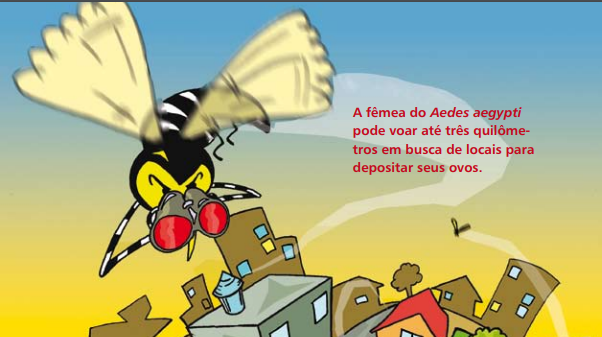 A fêmea do Aedes aegypti
pode voar até três quilôme-
tros em busca de locais para
depositar seus ovos.